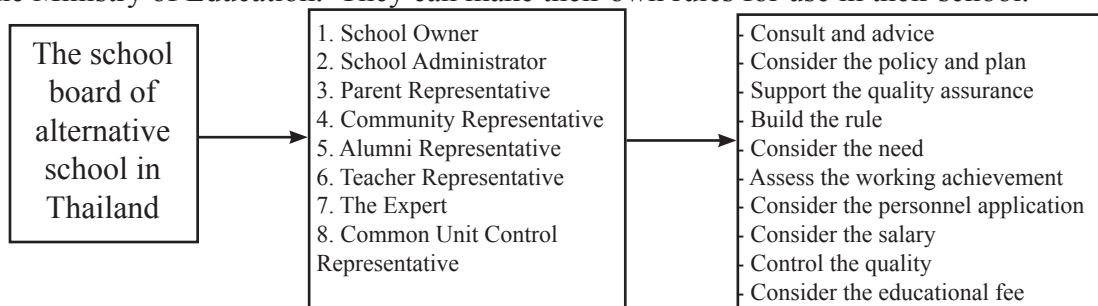 the Ministry of Education. They can make their own rules for use in their school.
The school
board of
alternative
school in
Thailand
1. School Owner
2. School Administrator
3. Parent Representative
4. Community Representative
5. Alumni Representative
6. Teacher Representative
7. The Expert
8. Common Unit Control
Representative
- Consult and advice
- Consider the policy and plan
- Support the quality assurance
- Build the rule
- Consider the need
- Assess the working achievement
- Consider the personnel application
- Consider the salary
- Control the quality
- Consider the educational fee